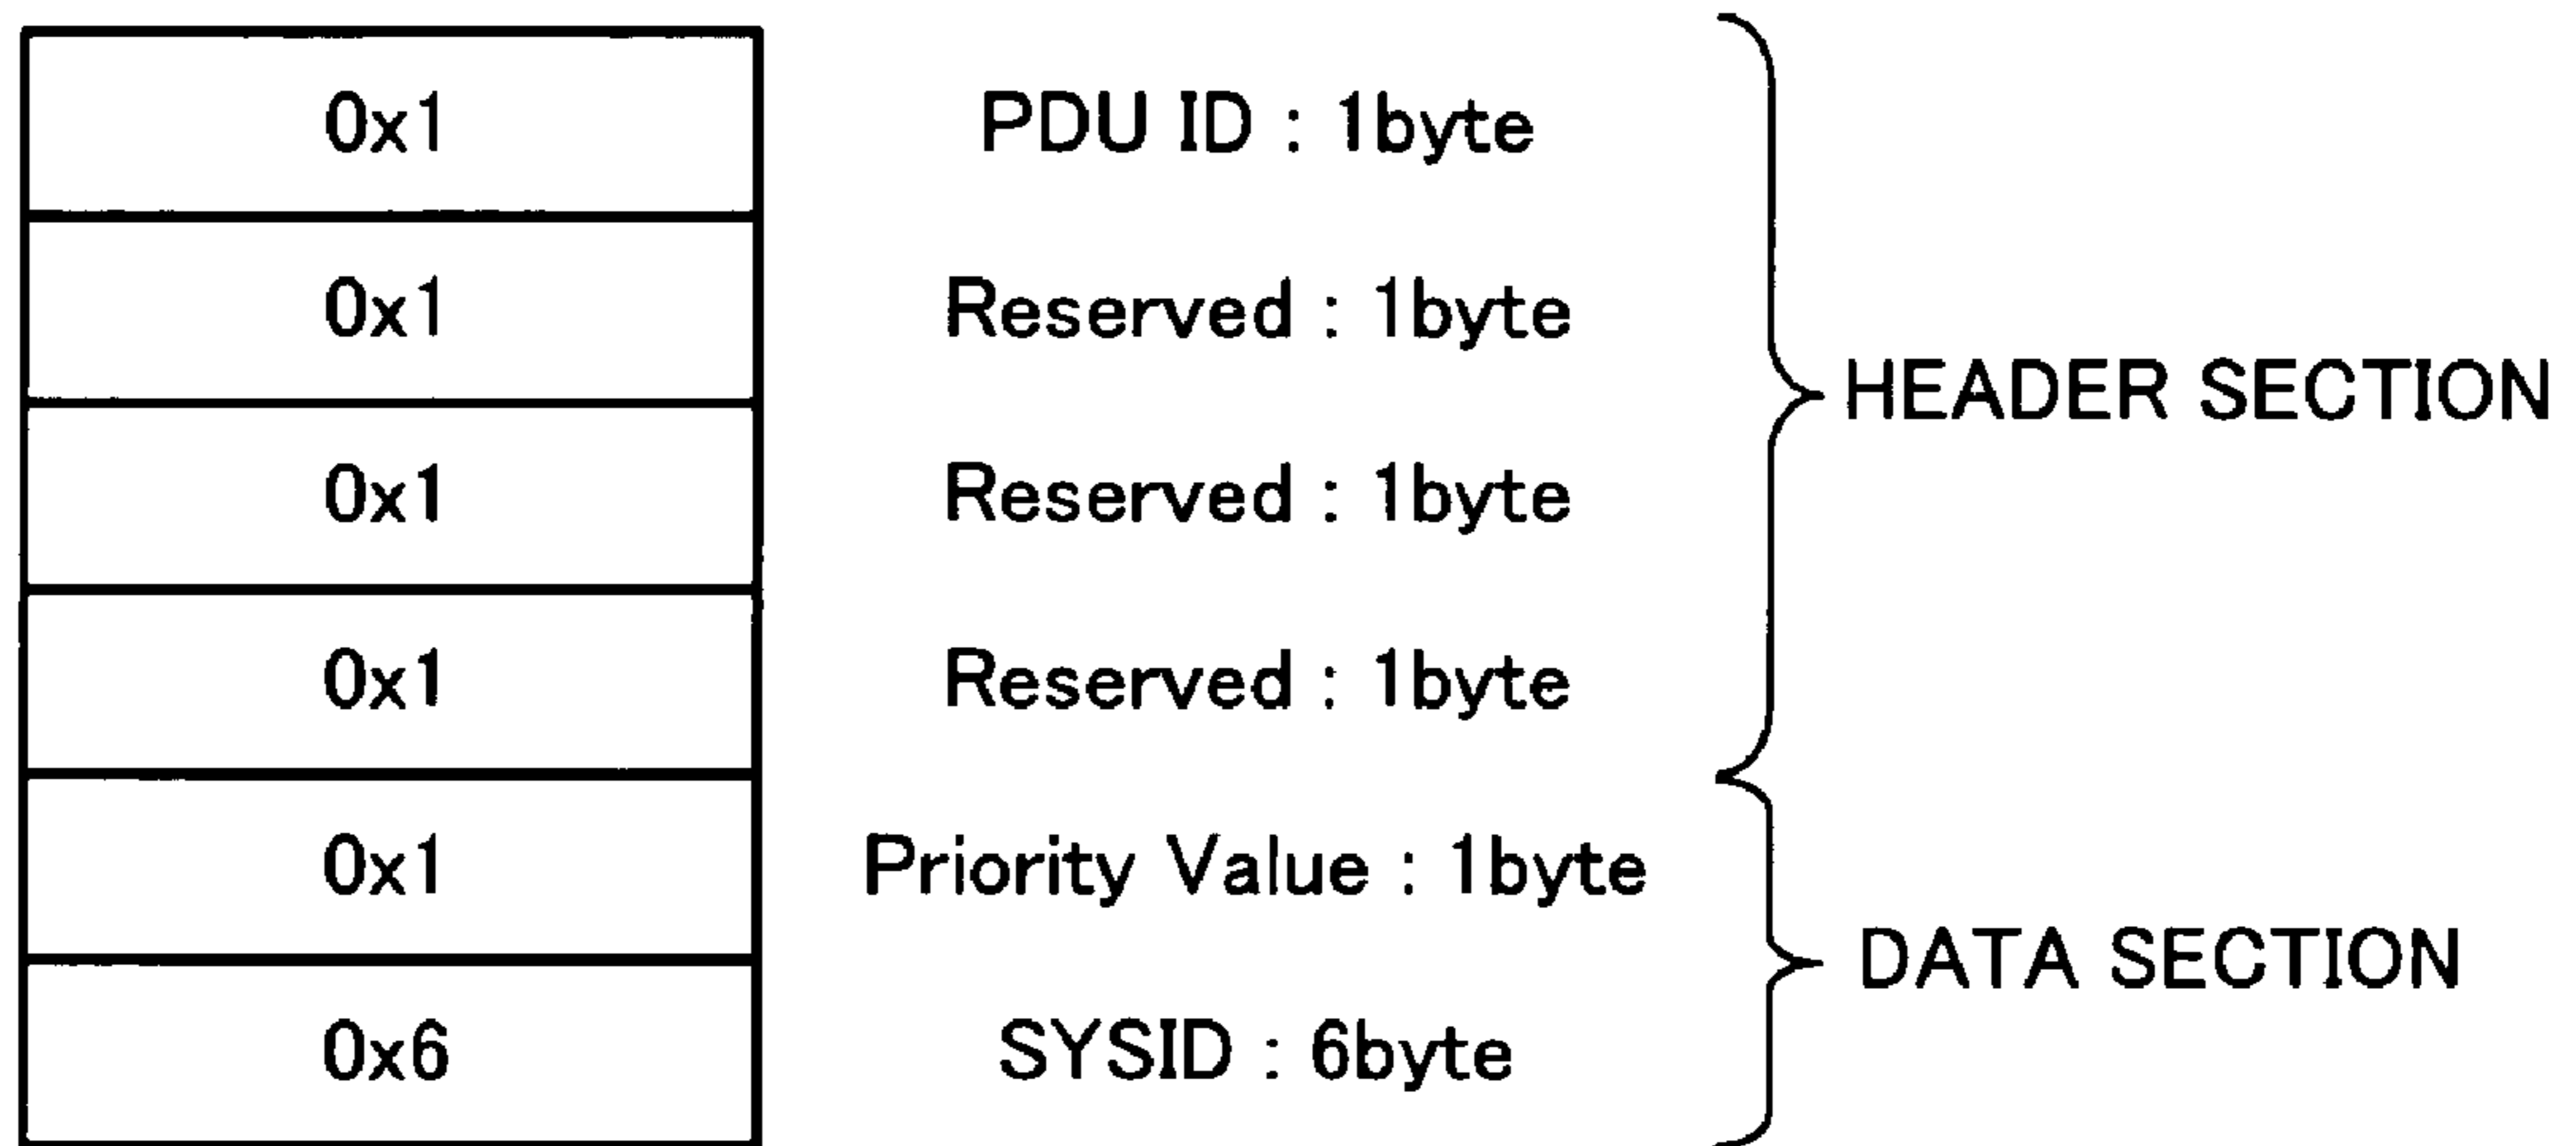 0x1 PDU ID : 1byte
0x1 Reserved : 1byte
HEADER SECTION
0x1 Reserved : 1byte
0x1 Reserved : 1byte
0x1 Priority Value : 1byte
DATA SECTION
0x6 SYSID : 6byte